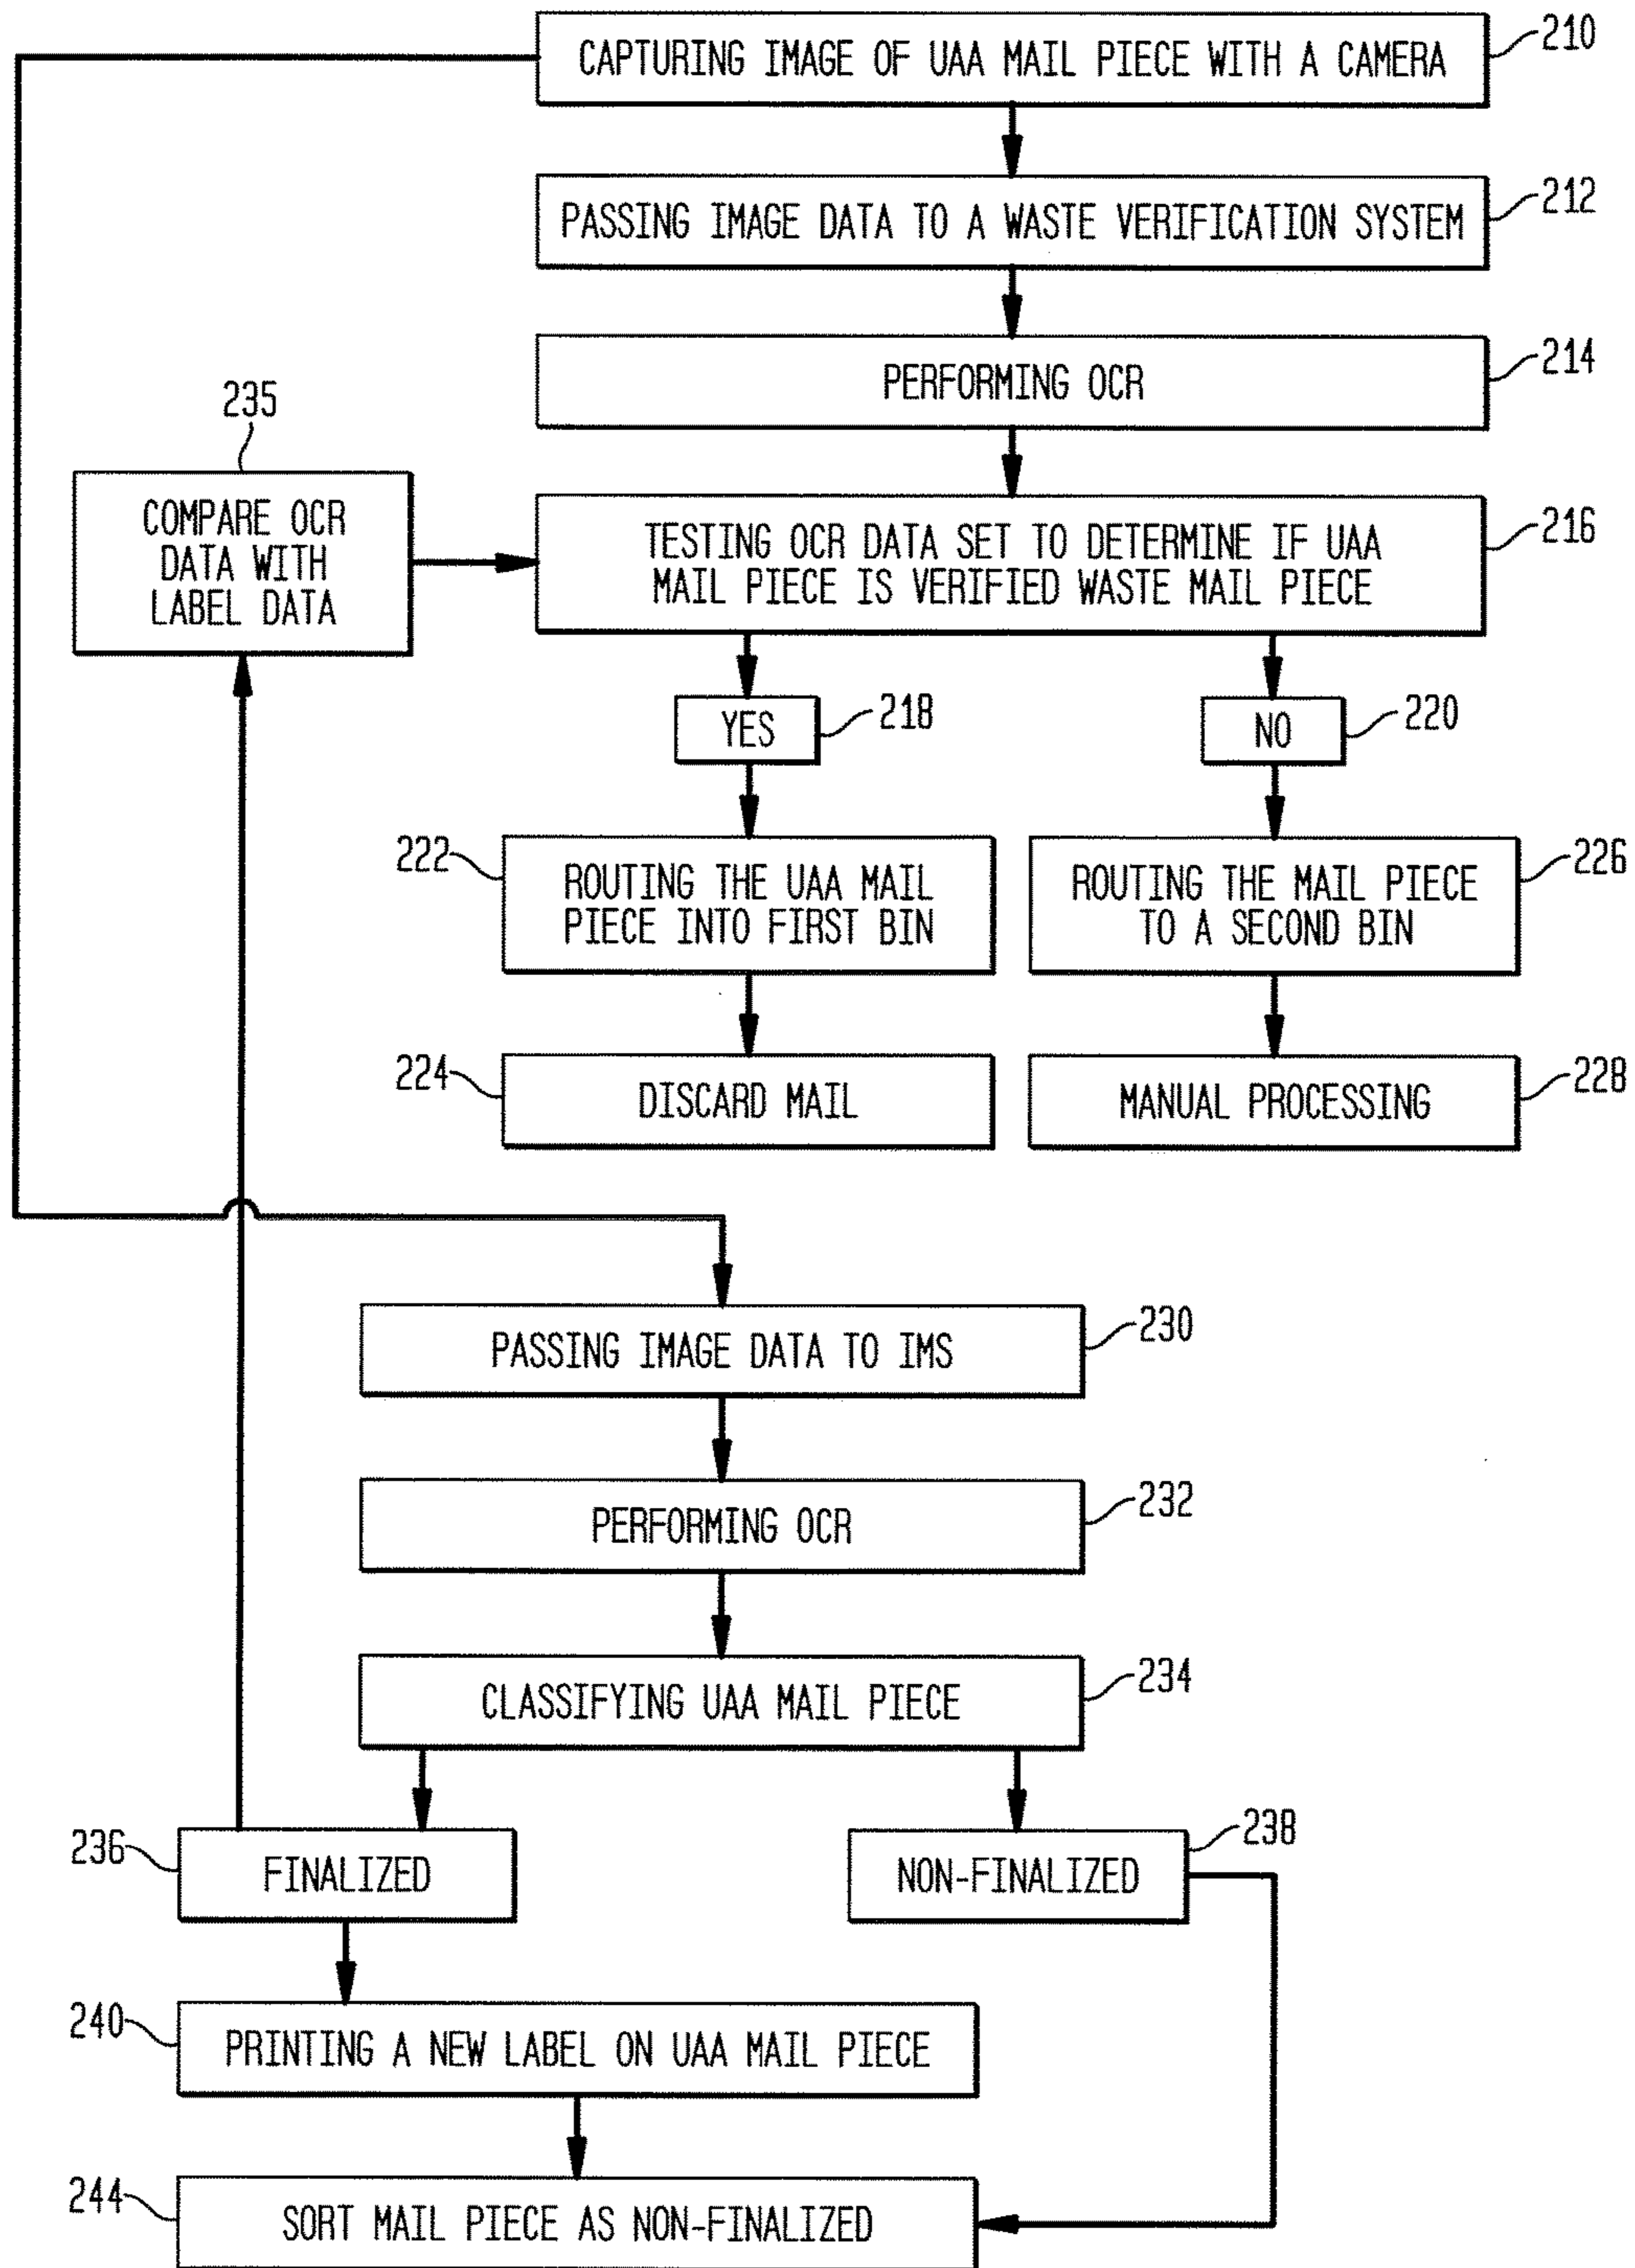 CAPTURING IMAGE OF UAA MAIL PIECE WITH A CAMERA
210
PASSING IMAGE DATA TO A WASTE VERIFICATION SYSTEM
212
PERFORMING OCR
214
235
COMPARE OCR
DATA WITH
LABEL DATA
TESTING OCR DATA SET TO DETERMINE IF UAA
MAIL PIECE IS VERIFIED WASTE MAIL PIECE
216
YES
218
NO
220
222
ROUTING THE UAA MAIL
PIECE INTO FIRST BIN
ROUTING THE MAIL PIECE
TO A SECOND BIN
226
224
DISCARD MAIL
MANUAL PROCESSING
228
PASSING IMAGE DATA TO IMS
230
PERFORMING OCR
232
CLASSIFYING UAA MAIL PIECE
234
236
FINALIZED
NON-FINALIZED
238
240
PRINTING A NEW LABEL ON UAA MAIL PIECE
244
SORT MAIL PIECE AS NON-FINALIZED